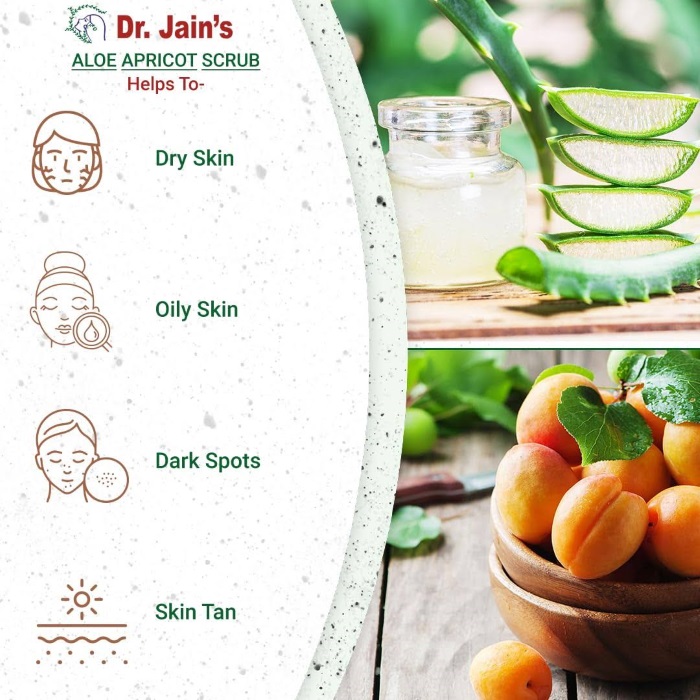 Dr. Jain's
ALOE APRICOT SCRUB
Helps To-
Dry Skin
Oily Skin
Dark Spots
Skin Tan